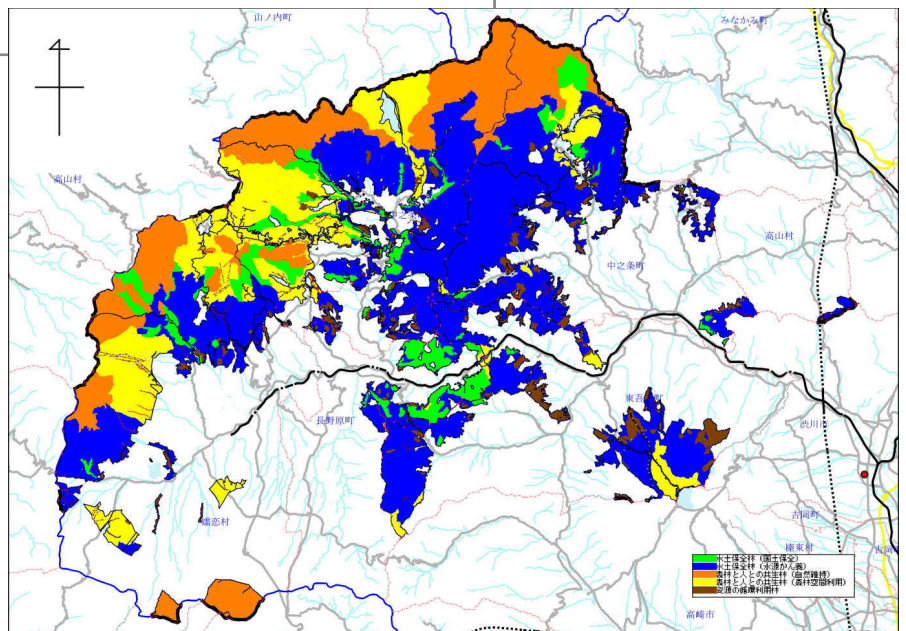 山ノ内町
みなかみ町
高山村
高山村
中之条町
長野原町
渋川市
嬬恋村
吉岡町
榛東村
高崎市
水土保全林(国土保全)
水土保全林(水源かん養)
森林と人との共生林(自然維持)
森林と人との共生林(森林空間利用)
資源の循環利用林